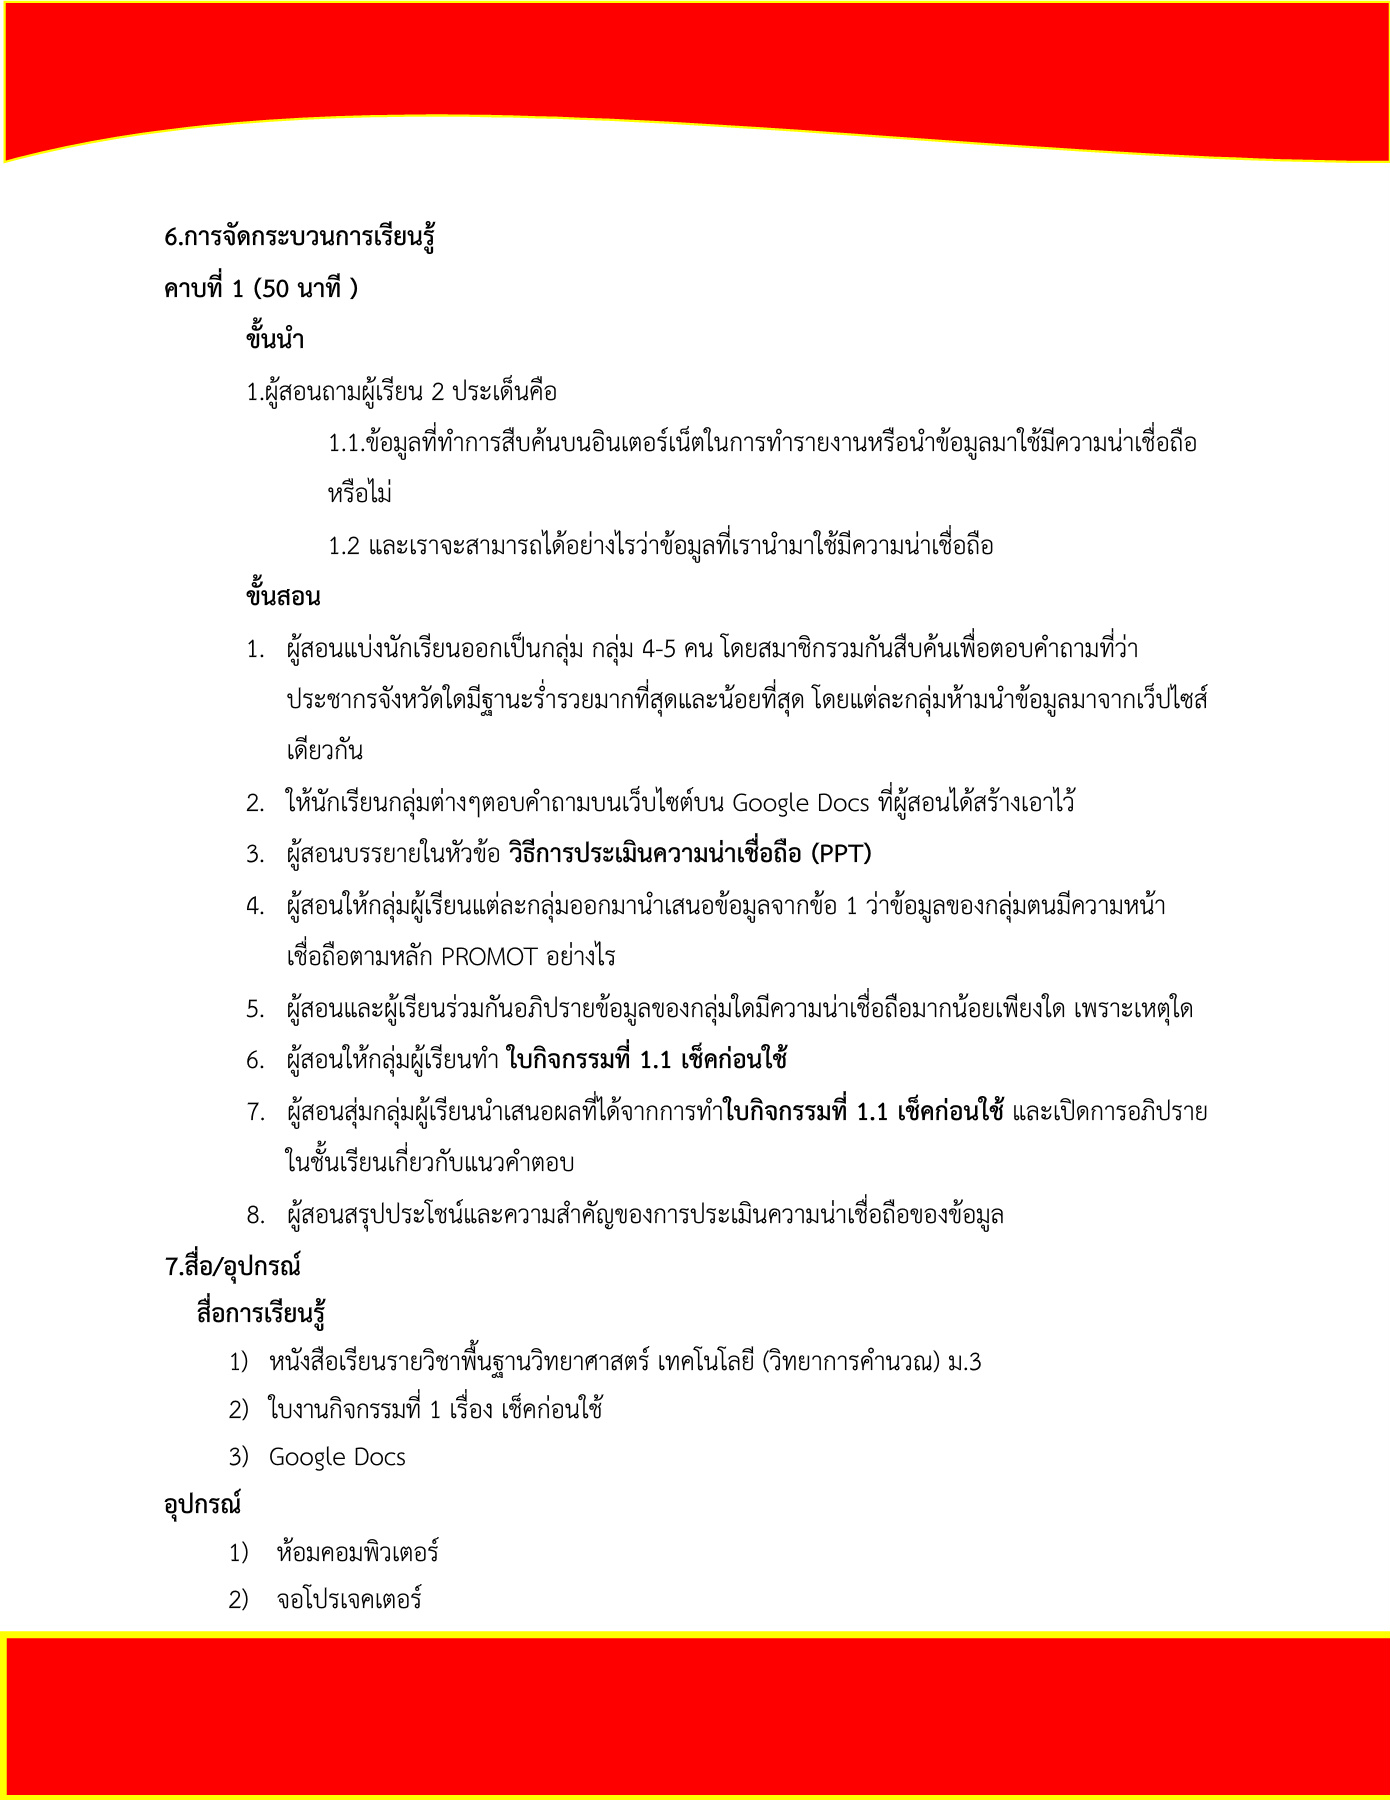 6.การจัดกระบวนการเรียนรู้
คาบที่ 1 (50 นาที )
ขั้นนำ
1.ผู้สอนถามผู้เรียน 2 ประเด็นคือ
1.1.ข้อมูลที่ทำการสืบค้นบนอินเตอร์เน็ตในการทำรายงานหรือนำข้อมูลมาใช้มีความน่าเชื่อถือ
หรือไม่
1.2 และเราจะสามารถได้อย่างไรว่าข้อมูลที่เรานำมาใช้มีความน่าเชื่อถือ
ขั้นสอน
1. ผู้สอนแบ่งนักเรียนออกเป็นกลุ่ม กลุ่ม 4-5 คน โดยสมาชิกรวมกันสืบค้นเพื่อตอบคำถามที่ว่า
ประชากรจังหวัดใดมีฐานะร่ำรวยมากที่สุดและน้อยที่สุด โดยแต่ละกลุ่มห้ามนำข้อมูลมาจากเว็ปไซส์
เดียวกัน
2. ให้นักเรียนกลุ่มต่างๆตอบคำถามบนเว็บไซต์บน Google Docs ที่ผู้สอนได้สร้างเอาไว้
3. ผู้สอนบรรยายในหัวข้อ วิธีการประเมินความน่าเชื่อถือ (PPT)
4. ผู้สอนให้กลุ่มผู้เรียนแต่ละกลุ่มออกมานำเสนอข้อมูลจากข้อ 1 ว่าข้อมูลของกลุ่มตนมีความหน้า
เชื่อถือตามหลัก PROMOT อย่างไร
5. ผู้สอนและผู้เรียนร่วมกันอภิปรายข้อมูลของกลุ่มใดมีความน่าเชื่อถือมากน้อยเพียงใด เพราะเหตุใด
6. ผู้สอนให้กลุ่มผู้เรียนทำ ใบกิจกรรมที่ 1.1 เช็คก่อนใช้
7. ผู้สอนสุ่มกลุ่มผู้เรียนนำเสนอผลที่ได้จากการทำใบกิจกรรมที่ 1.1 เช็คก่อนใช้ และเปิดการอภิปราย
ในชั้นเรียนเกี่ยวกับแนวคำตอบ
8. ผู้สอนสรุปประโชน์และความสำคัญของการประเมินความน่าเชื่อถือของข้อมูล
7.สื่อ/อุปกรณ์
สื่อการเรียนรู้
1) หนังสือเรียนรายวิชาพื้นฐานวิทยาศาสตร์ เทคโนโลยี (วิทยาการคำนวณ) ม.3
2) ใบงานกิจกรรมที่ 1 เรื่อง เช็คก่อนใช้
3) Google Docs
อุปกรณ์
1) ห้อมคอมพิวเตอร์
2) จอโปรเจคเตอร์